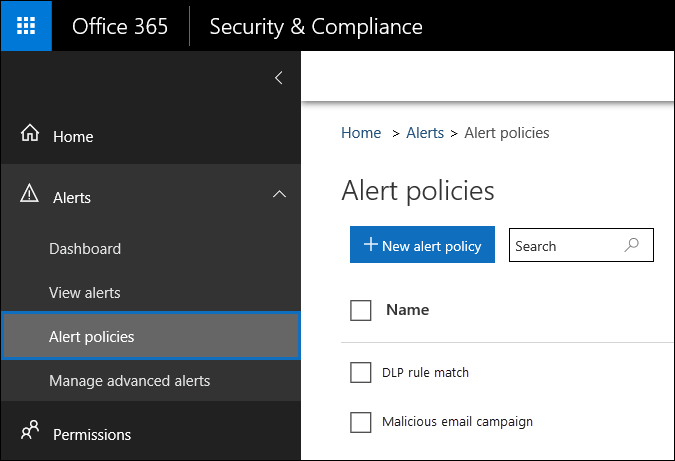 Office 365 Security & Compliance
Home
Alerts
Dashboard
View alerts
Alert policies
Manage advanced alerts
Permissions
Home > Alerts > Alert policies
Alert policies
+ New alert policy
Search
Name
DLP rule match
Malicious email campaign